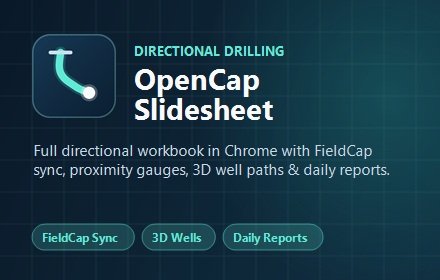 DIRECTIONAL DRILLING
OpenCap
Slidesheet
Full directional workbook in Chrome with FieldCap
sync, proximity gauges, 3D well paths & daily reports.
FieldCap Sync
3D Wells
Daily Reports